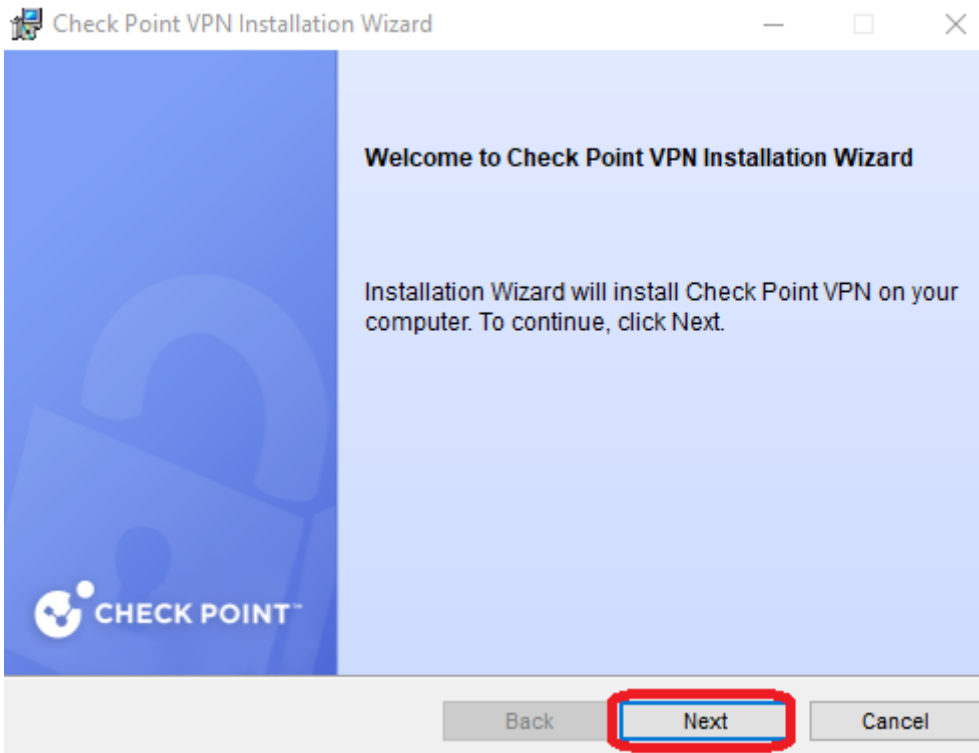 Check Point VPN Installation Wizard
Welcome to Check Point VPN Installation Wizard
Installation Wizard will install Check Point VPN on your
computer. To continue, click Next.
CHECK POINT™
Back Next Cancel